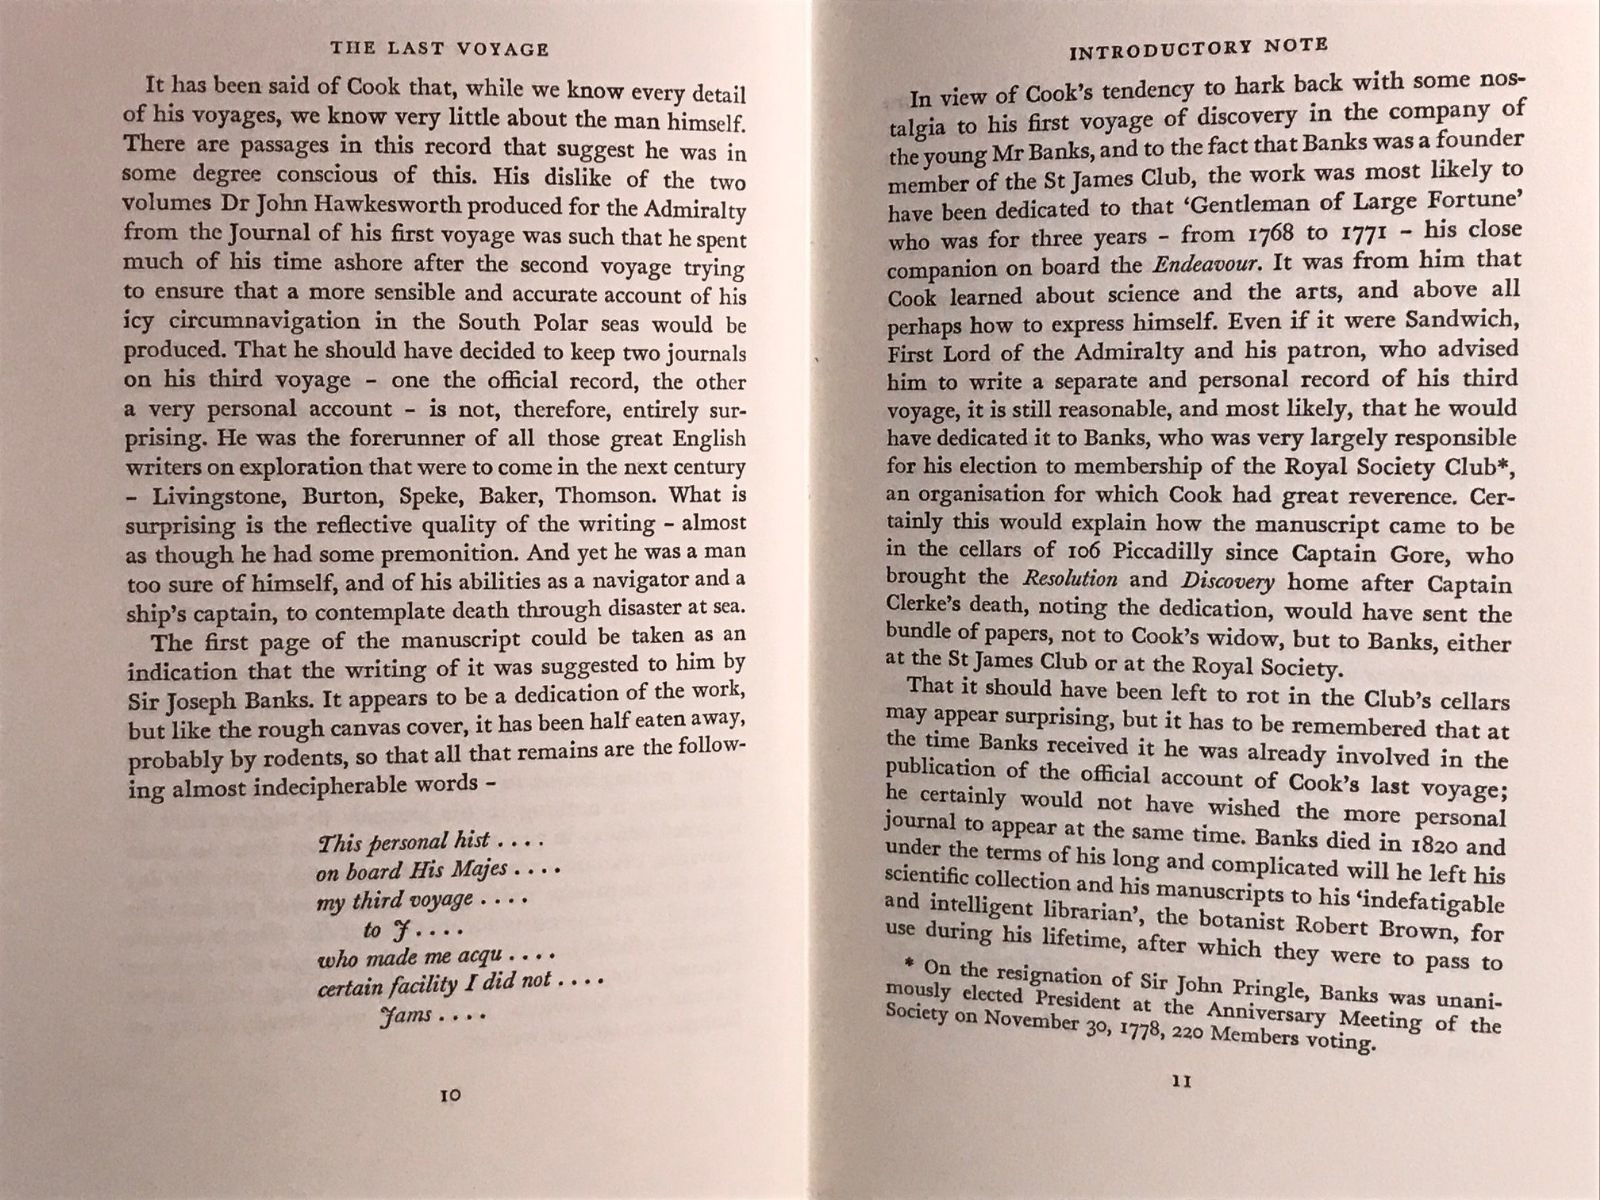 THE LAST VOYAGE
It has been said of Cook that, while we know every detail
of his voyages, we know very little about the man himself.
There are passages in this record that suggest he was in
some degree conscious of this. His dislike of the two
volumes Dr John Hawkesworth produced for the Admiralty
from the Journal of his first voyage was such that he spent
much of his time ashore after the second voyage trying
to ensure that a more sensible and accurate account of his
icy circumnavigation in the South Polar seas would be
produced. That he should have decided to keep two journals
on his third voyage – one the official record, the other
a very personal account – is not, therefore, entirely sur-
prising. He was the forerunner of all those great English
writers on exploration that were to come in the next century
– Livingstone, Burton, Speke, Baker, Thomson. What is
surprising is the reflective quality of the writing – almost
as though he had some premonition. And yet he was a man
too sure of himself, and of his abilities as a navigator and a
ship's captain, to contemplate death through disaster at sea.
The first page of the manuscript could be taken as an
indication that the writing of it was suggested to him by
Sir Joseph Banks. It appears to be a dedication of the work,
but like the rough canvas cover, it has been half eaten away,
probably by rodents, so that all that remains are the follow-
ing almost indecipherable words –
This personal hist . . . .
on board His Majes . . . .
my third voyage . . . .
to J . . . .
who made me acqu . . . .
certain facility I did not . . . .
Jams . . . .
10
INTRODUCTORY NOTE
In view of Cook's tendency to hark back with some nos-
talgia to his first voyage of discovery in the company of
the young Mr Banks, and to the fact that Banks was a founder
member of the St James Club, the work was most likely to
have been dedicated to that 'Gentleman of Large Fortune'
who was for three years – from 1768 to 1771 – his close
companion on board the Endeavour. It was from him that
Cook learned about science and the arts, and above all
perhaps how to express himself. Even if it were Sandwich,
First Lord of the Admiralty and his patron, who advised
him to write a separate and personal record of his third
voyage, it is still reasonable, and most likely, that he would
have dedicated it to Banks, who was very largely responsible
for his election to membership of the Royal Society Club*,
an organisation for which Cook had great reverence. Cer-
tainly this would explain how the manuscript came to be
in the cellars of 106 Piccadilly since Captain Gore, who
brought the Resolution and Discovery home after Captain
Clerke's death, noting the dedication, would have sent the
bundle of papers, not to Cook's widow, but to Banks, either
at the St James Club or at the Royal Society.
That it should have been left to rot in the Club's cellars
may appear surprising, but it has to be remembered that at
the time Banks received it he was already involved in the
publication of the official account of Cook's last voyage;
he certainly would not have wished the more personal
journal to appear at the same time. Banks died in 1820 and
under the terms of his long and complicated will he left his
scientific collection and his manuscripts to his 'indefatigable
and intelligent librarian', the botanist Robert Brown, for
use during his lifetime, after which they were to pass to
* On the resignation of Sir John Pringle, Banks was unani-
mously elected President at the Anniversary Meeting of the
Society on November 30, 1778, 220 Members voting.
11